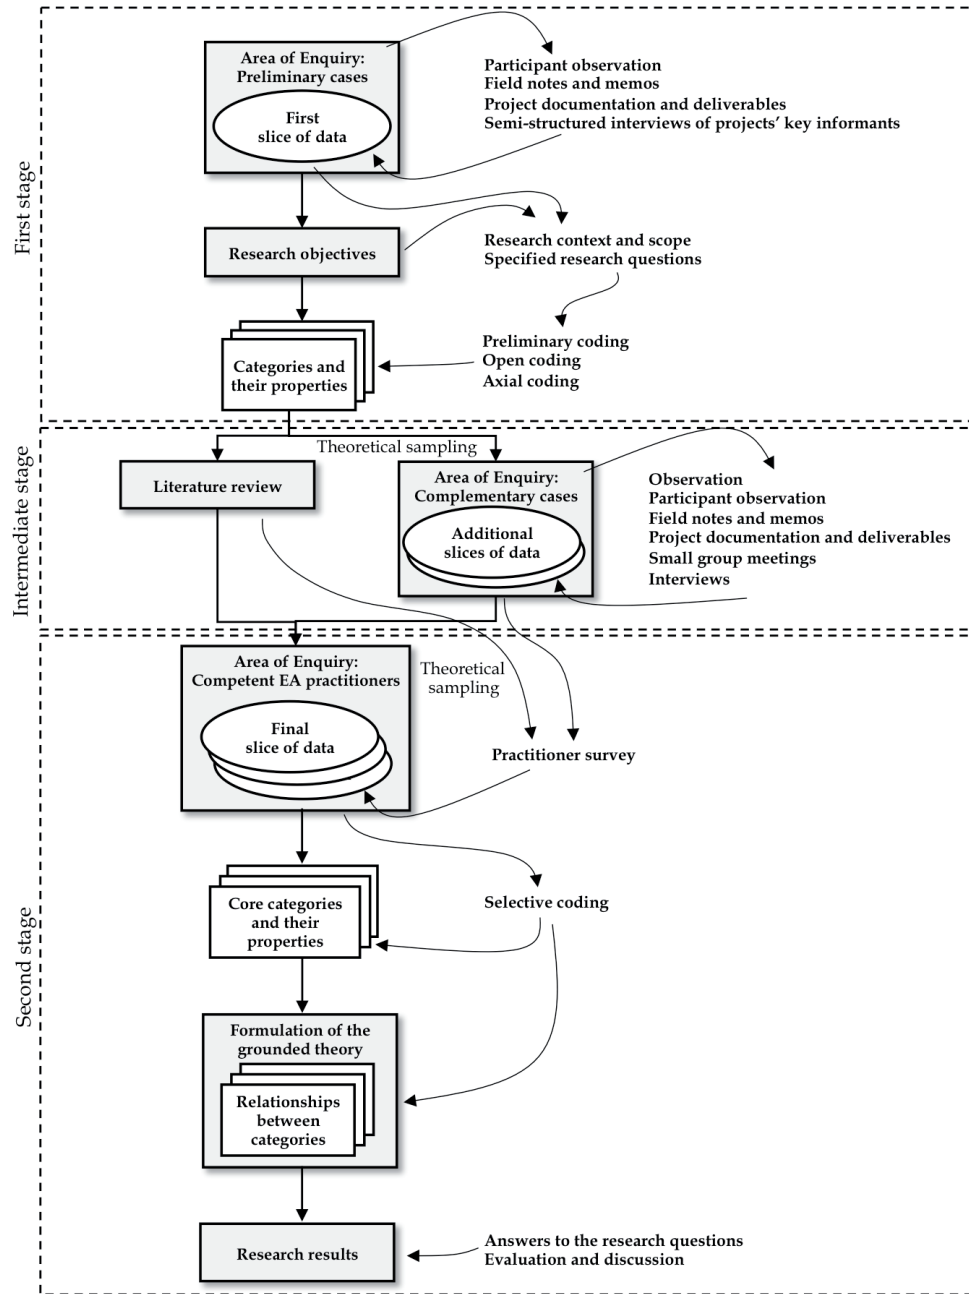 First stage
Area of Enquiry:
Preliminary cases
First
slice of data
Participant observation
Field notes and memos
Project documentation and deliverables
Semi-structured interviews of projects' key informants
Research objectives
Research context and scope
Specified research questions
Categories and
their properties
Preliminary coding
Open coding
Axial coding
Intermediate stage
Theoretical sampling
Literature review
Area of Enquiry:
Complementary cases
Additional
slices of data
Observation
Participant observation
Field notes and memos
Project documentation and deliverables
Small group meetings
Interviews
Second stage
Area of Enquiry:
Competent EA practitioners
Final
slice of data
Theoretical
sampling
Practitioner survey
Core categories
and their
properties
Selective coding
Formulation of the
grounded theory
Relationships
between
categories
Research results
Answers to the research questions
Evaluation and discussion